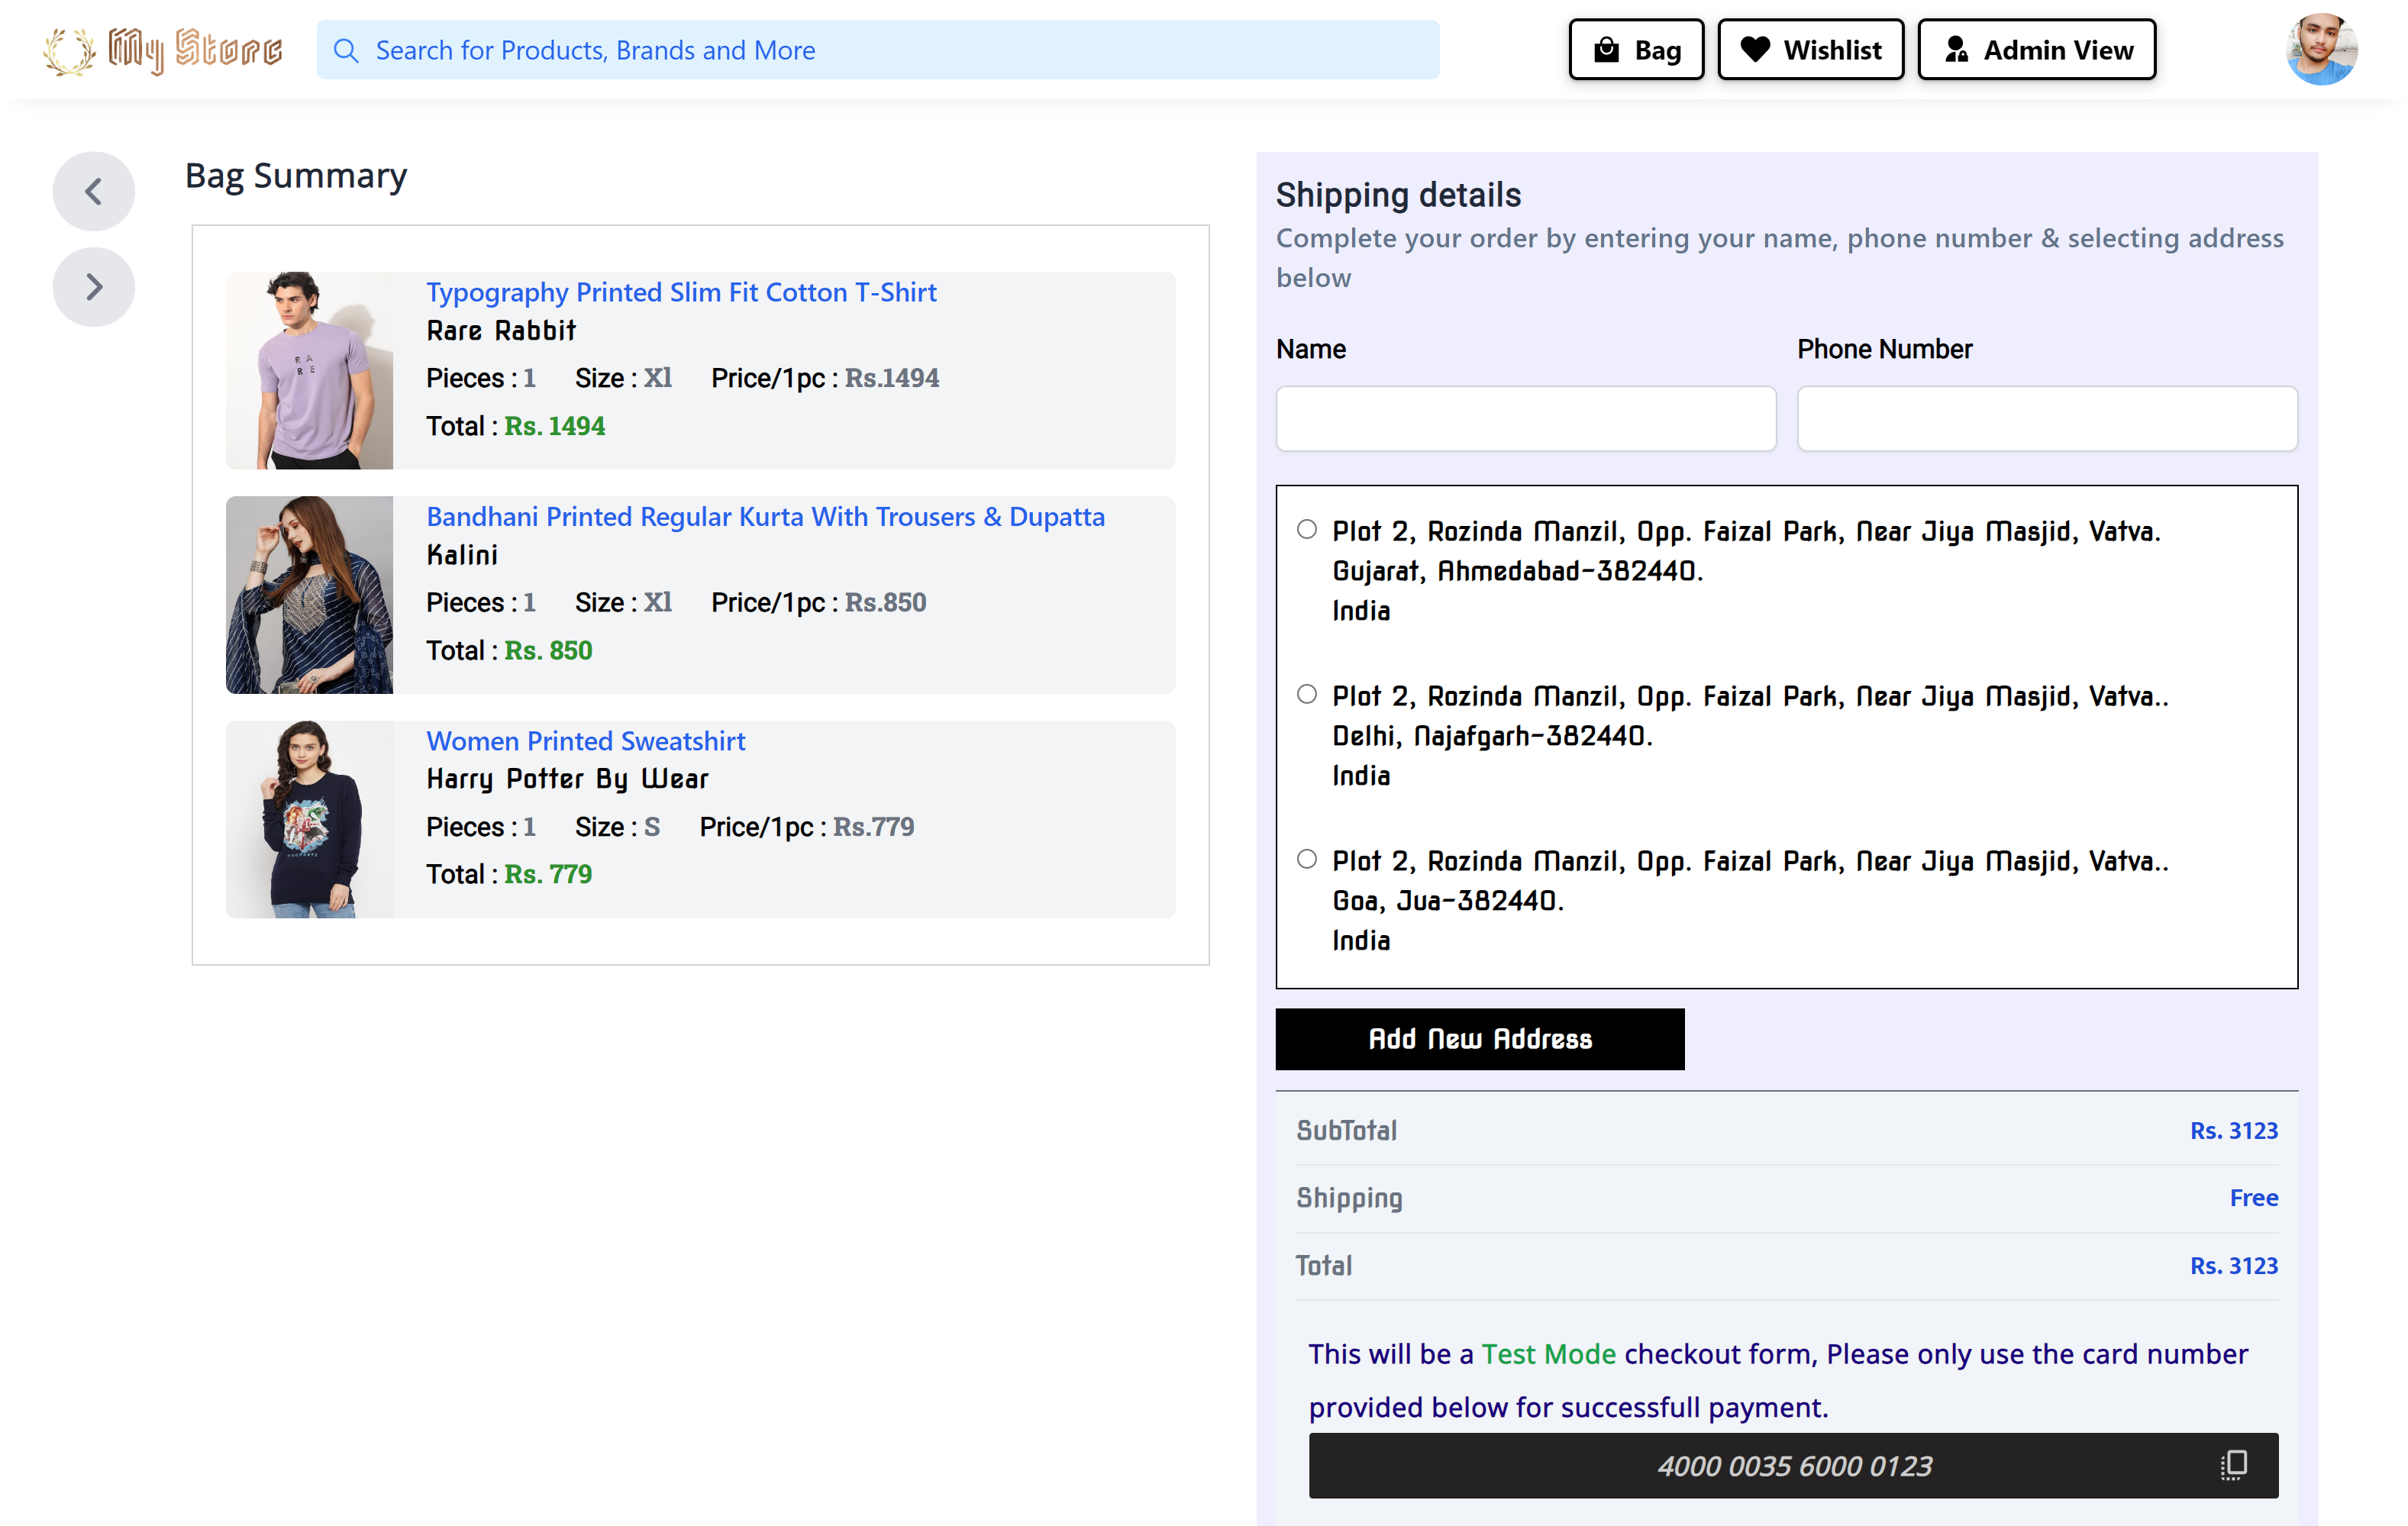 My Store
Search for Products, Brands and More
Bag
Wishlist
Admin View
Bag Summary
Typography Printed Slim Fit Cotton T-Shirt
Rare Rabbit
Pieces : 1 Size : Xl Price/1pc : Rs.1494
Total : Rs. 1494
R A
R E
Bandhani Printed Regular Kurta With Trousers & Dupatta
Kalini
Pieces : 1 Size : Xl Price/1pc : Rs.850
Total : Rs. 850
Women Printed Sweatshirt
Harry Potter By Wear
Pieces : 1 Size : S Price/1pc : Rs.779
Total : Rs. 779
Shipping details
Complete your order by entering your name, phone number & selecting address
below
Name
Phone Number
Plot 2, Rozinda Manzil, Opp. Faizal Park, Near Jiya Masjid, Vatva.
Gujarat, Ahmedabad-382440.
India
Plot 2, Rozinda Manzil, Opp. Faizal Park, Near Jiya Masjid, Vatva..
Delhi, Najafgarh-382440.
India
Plot 2, Rozinda Manzil, Opp. Faizal Park, Near Jiya Masjid, Vatva..
Goa, Jua-382440.
India
Add New Address
SubTotal Rs. 3123
Shipping Free
Total Rs. 3123
This will be a Test Mode checkout form, Please only use the card number
provided below for successfull payment.
4000 0035 6000 0123